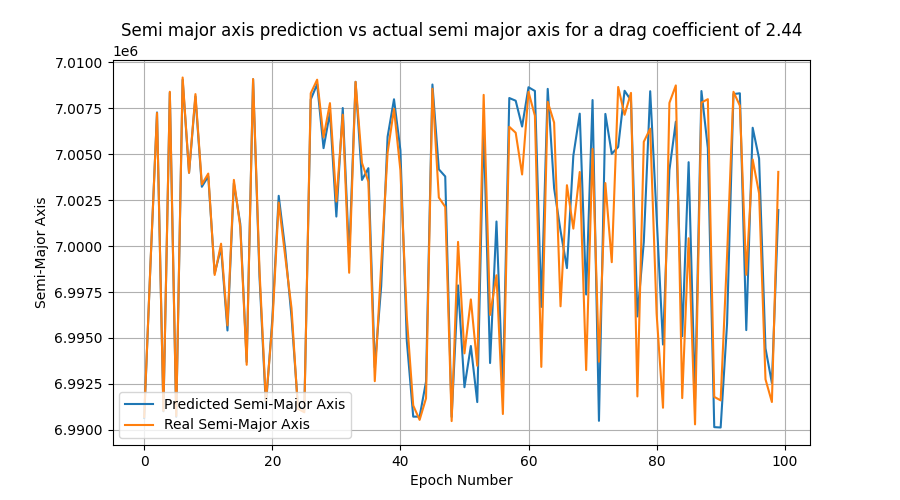 Semi major axis prediction vs actual semi major axis for a drag coefficient of 2.44
1e6
7.0100
7.0075
7.0050
7.0025
7.0000
6.9975
6.9950
6.9925
6.9900
Semi-Major Axis
Predicted Semi-Major Axis
Real Semi-Major Axis
0 20 40 60 80 100
Epoch Number